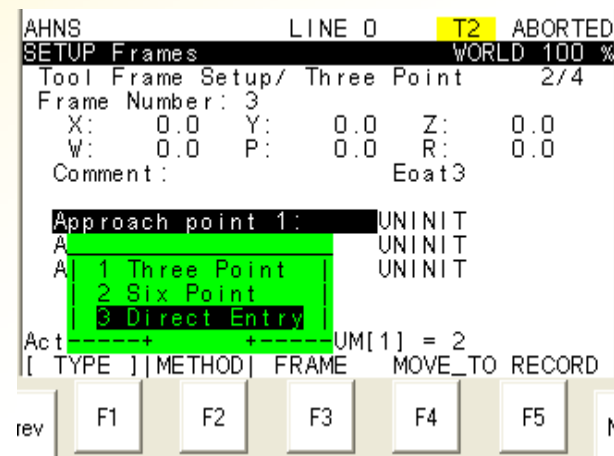 AHNS LINE 0 T2 ABORTED
SETUP Frames WORLD 100 %
Tool Frame Setup/ Three Point 2/4
Frame Number: 3
X: 0.0 Y: 0.0 Z: 0.0
W: 0.0 P: 0.0 R: 0.0
Comment: Eoat3
Approach point 1: UNINIT
A UNINIT
A| 1 Three Point | UNINIT
| 2 Six Point |
| 3 Direct Entry|
Act-----+ +-----UM[1] = 2
[ TYPE ]|METHOD| FRAME MOVE_TO RECORD
rev F1 F2 F3 F4 F5 N